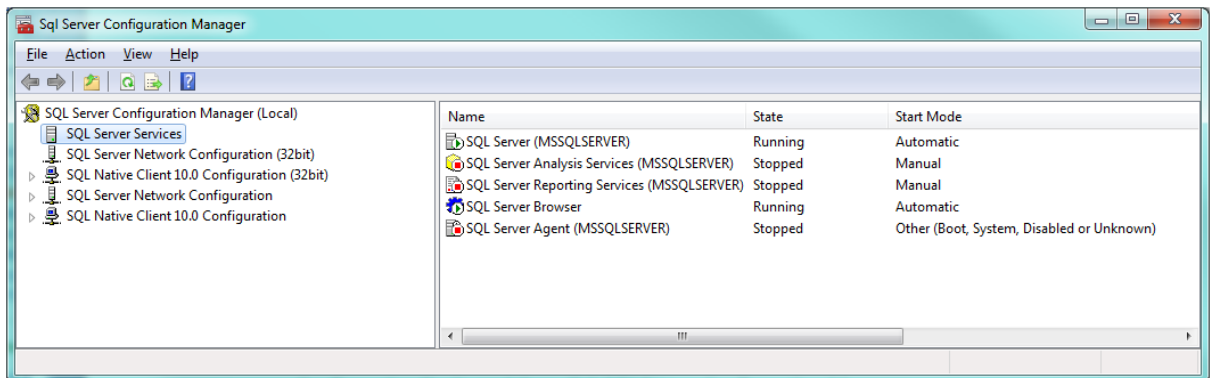 Sql Server Configuration Manager
File Action View Help
SQL Server Configuration Manager (Local)
SQL Server Services
SQL Server Network Configuration (32bit)
SQL Native Client 10.0 Configuration (32bit)
SQL Server Network Configuration
SQL Native Client 10.0 Configuration
Name State Start Mode
SQL Server (MSSQLSERVER) Running Automatic
SQL Server Analysis Services (MSSQLSERVER) Stopped Manual
SQL Server Reporting Services (MSSQLSERVER) Stopped Manual
SQL Server Browser Running Automatic
SQL Server Agent (MSSQLSERVER) Stopped Other (Boot, System, Disabled or Unknown)